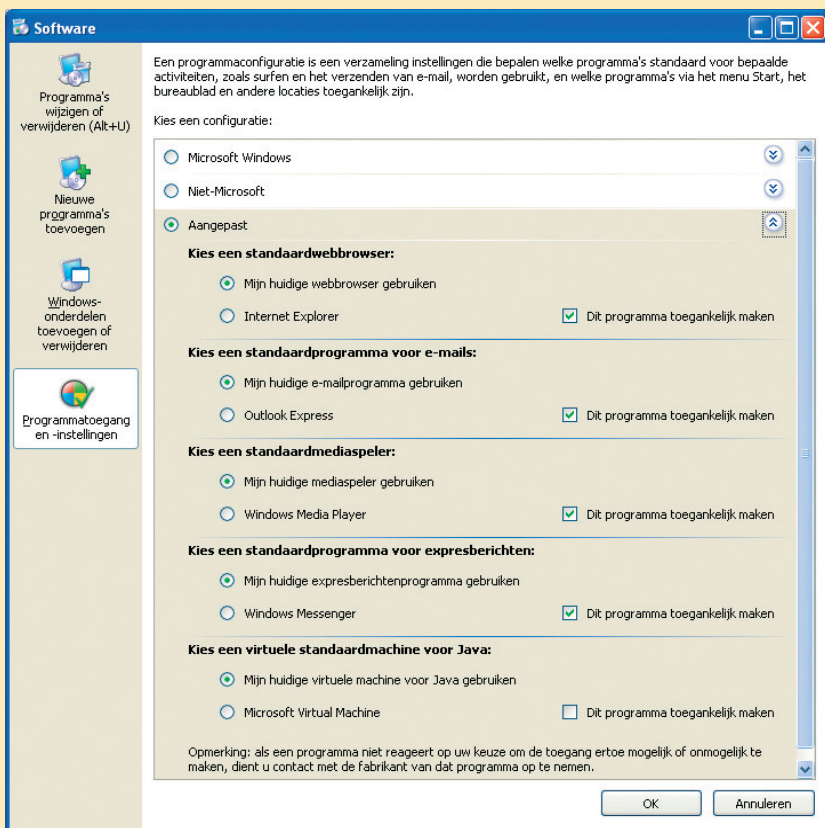 Software
Programma's
wijzigen of
verwijderen (Alt+U)
Nieuwe
programma's
toevoegen
Windows-
onderdelen
toevoegen of
verwijderen
Programmatoegang
en -instellingen
Een programmaconfiguratie is een verzameling instellingen die bepalen welke programma's standaard voor bepaalde
activiteiten, zoals surfen en het verzenden van e-mail, worden gebruikt, en welke programma's via het menu Start, het
bureaublad en andere locaties toegankelijk zijn.
Kies een configuratie:
Microsoft Windows
Niet-Microsoft
Aangepast
Kies een standaardwebbrowser:
Mijn huidige webbrowser gebruiken
Internet Explorer Dit programma toegankelijk maken
Kies een standaardprogramma voor e-mails:
Mijn huidige e-mailprogramma gebruiken
Outlook Express Dit programma toegankelijk maken
Kies een standaardmediaspeler:
Mijn huidige mediaspeler gebruiken
Windows Media Player Dit programma toegankelijk maken
Kies een standaardprogramma voor expresberichten:
Mijn huidige expresberichtenprogramma gebruiken
Windows Messenger Dit programma toegankelijk maken
Kies een virtuele standaardmachine voor Java:
Mijn huidige virtuele machine voor Java gebruiken
Microsoft Virtual Machine Dit programma toegankelijk maken
Opmerking: als een programma niet reageert op uw keuze om de toegang ertoe mogelijk of onmogelijk te
maken, dient u contact met de fabrikant van dat programma op te nemen.
OK Annuleren